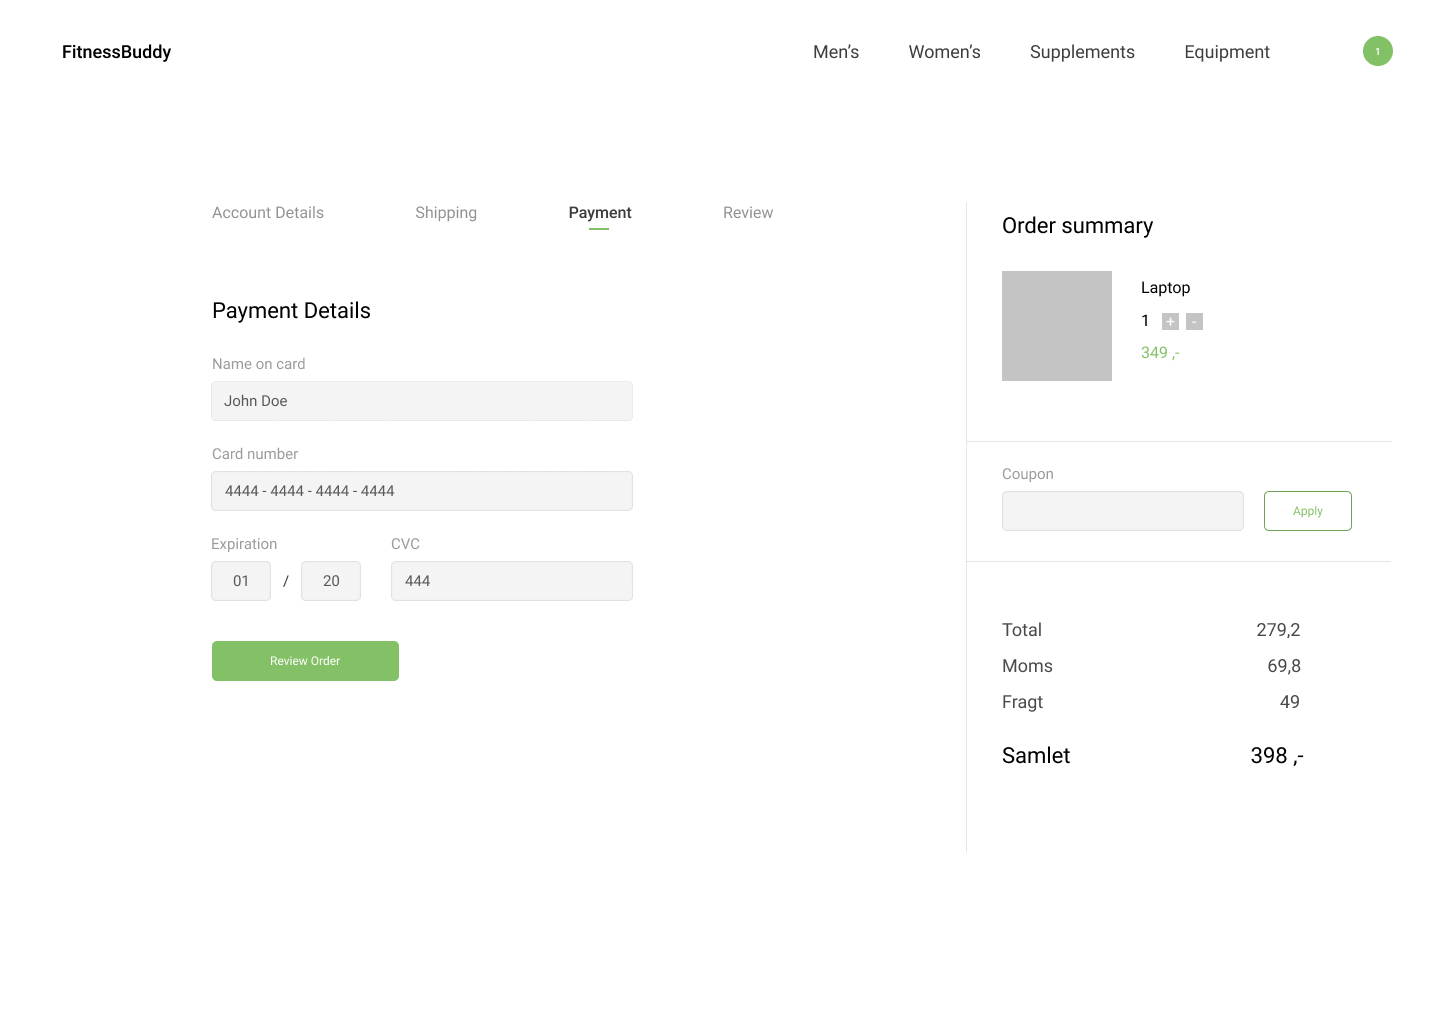 FitnessBuddy
Men’s Women’s Supplements Equipment 1
Account Details Shipping Payment Review
Payment Details
Name on card
John Doe
Card number
4444 - 4444 - 4444 - 4444
Expiration CVC
01 / 20 444
Review Order
Order summary
Laptop
1 + -
349 ,-
Coupon
Apply
Total 279,2
Moms 69,8
Fragt 49
Samlet 398 ,-